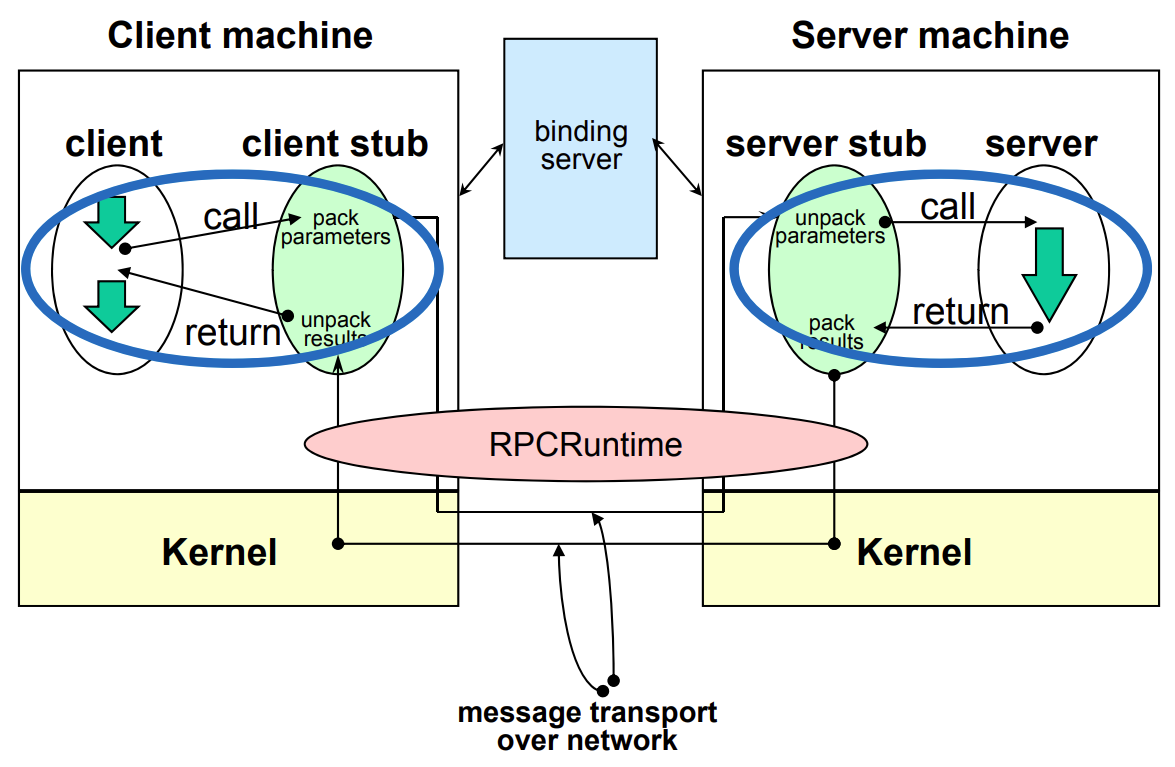 Client machine
Server machine
binding
server
client
client stub
server stub
server
call
pack
parameters
return
unpack
results
unpack
parameters
call
pack
results
return
RPCRuntime
Kernel
Kernel
message transport
over network